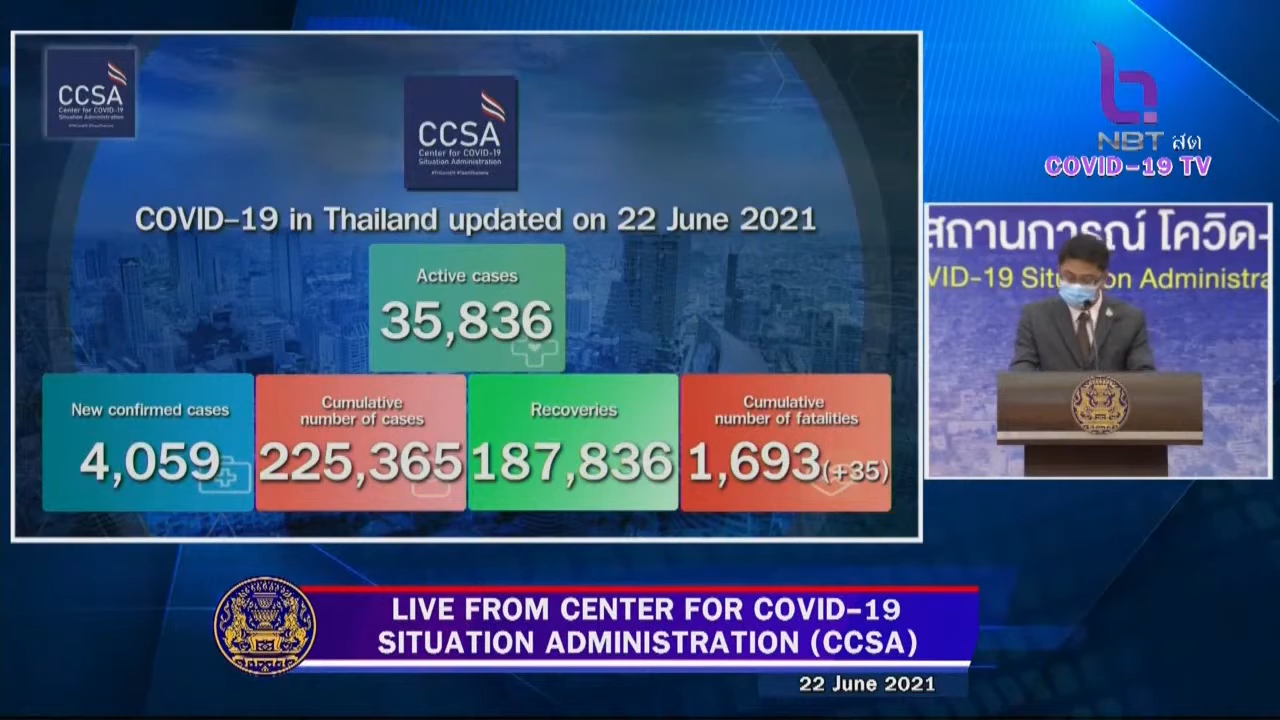 CCSA
Center for COVID-19
Situation Administration
CCSA
Center for COVID-19
Situation Administration
COVID-19 in Thailand updated on 22 June 2021
Active cases
35,836
New confirmed cases
4,059
Cumulative
number of cases
225,365
Recoveries
187,836
Cumulative
number of fatalities
1,693(+35)
NBT สด
COVID-19 TV
สถานการณ์ โควิด-
VID-19 Sit on Administra
LIVE FROM CENTER FOR COVID-19
SITUATION ADMINISTRATION (CCSA)
22 June 2021